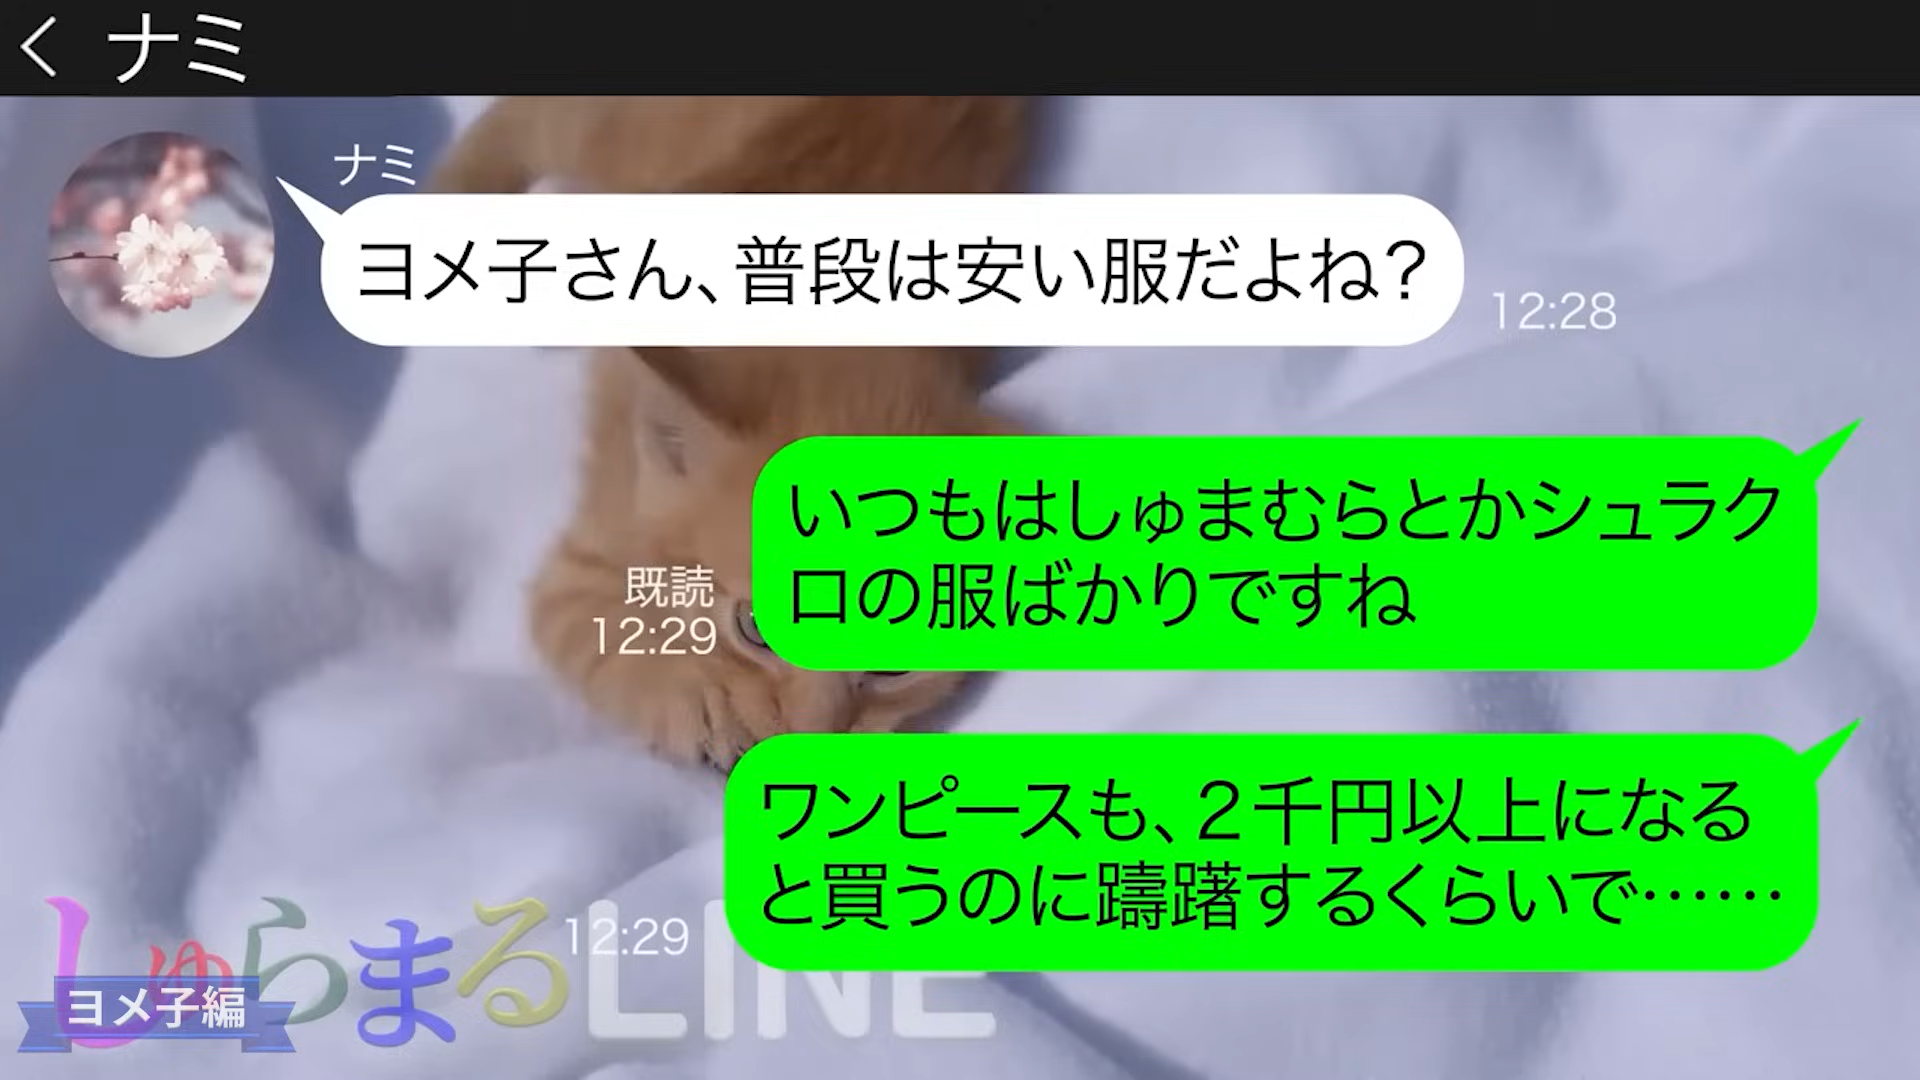 ナミ
ナミ
ヨメ子さん、普段は安い服だよね？
12:28
いつもはしゅまむらとかシュラク
ロの服ばかりですね
既読
12:29
ワンピースも、２千円以上になる
と買うのに躊躇するくらいで……
12:29
しゅらまるLINE
ヨメ子編